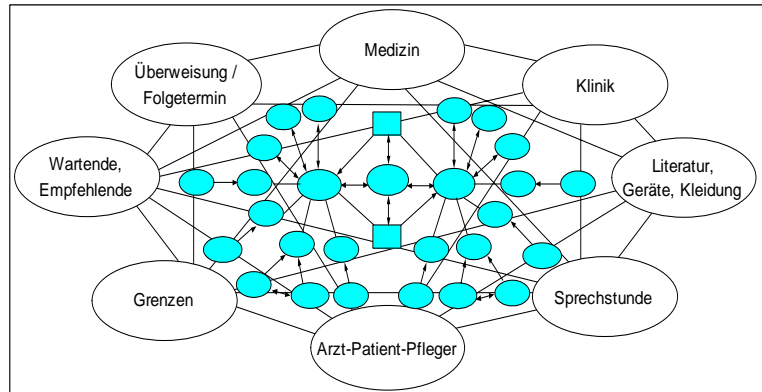 Medizin
Überweisung /
Folgetermin
Klinik
Wartende,
Empfehlende
Literatur,
Geräte, Kleidung
Grenzen
Sprechstunde
Arzt-Patient-Pfleger